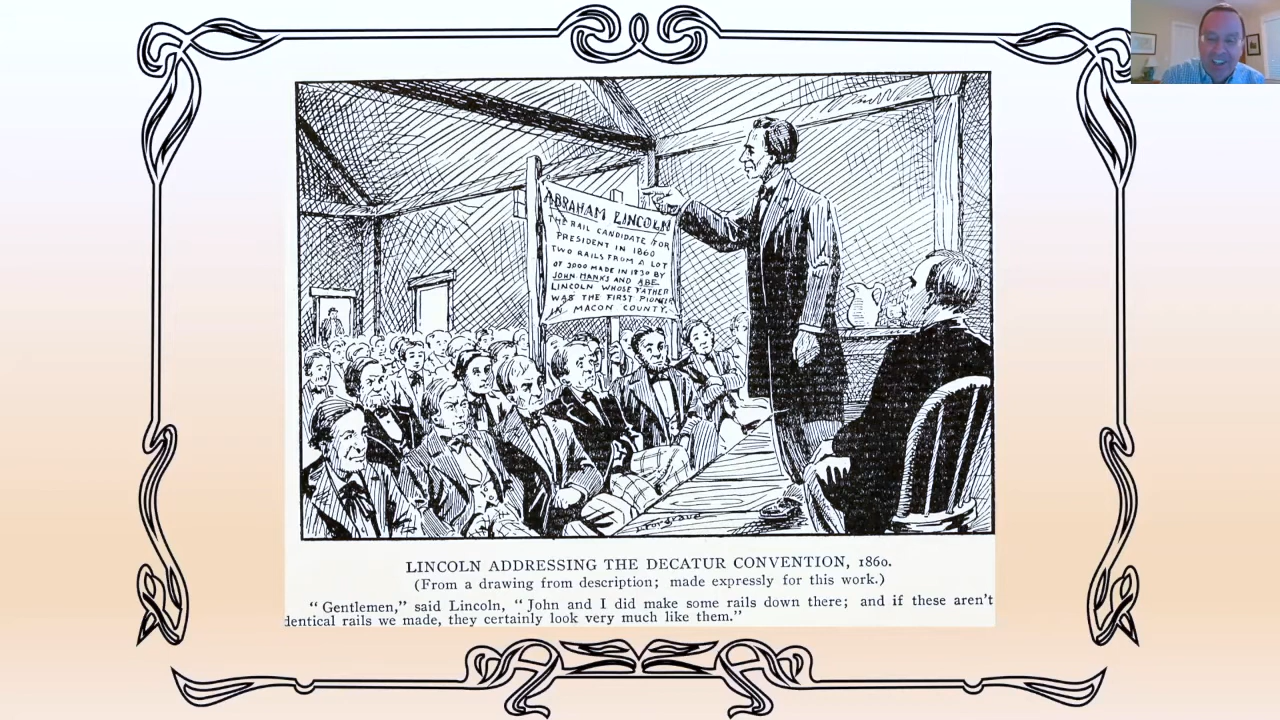 ABRAHAM LINCOLN
THE RAIL CANDIDATE FOR
PRESIDENT IN 1860
TWO RAILS FROM A LOT
OF 3000 MADE IN 1830 BY
JOHN HANKS AND ABE
LINCOLN WHOSE FATHER
WAS THE FIRST PIONEER
IN MACON COUNTY.
L. Forgrave
LINCOLN ADDRESSING THE DECATUR CONVENTION, 1860.
(From a drawing from description; made expressly for this work.)
"Gentlemen," said Lincoln, "John and I did make some rails down there; and if these aren't
dentical rails we made, they certainly look very much like them."